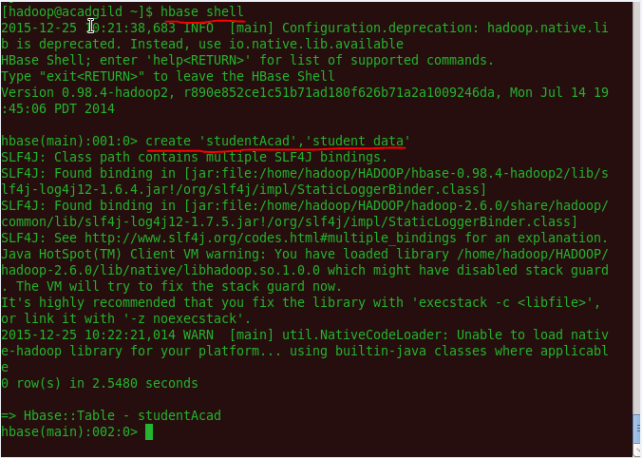 [hadoop@acadgild ~]$ hbase shell
2015-12-25 10:21:38,683 INFO  [main] Configuration.deprecation: hadoop.native.li
b is deprecated. Instead, use io.native.lib.available
HBase Shell; enter 'help<RETURN>' for list of supported commands.
Type "exit<RETURN>" to leave the HBase Shell
Version 0.98.4-hadoop2, r890e852ce1c51b71ad180f626b71a2a1009246da, Mon Jul 14 19
:45:06 PDT 2014
hbase(main):001:0> create 'studentAcad','student data'
SLF4J: Class path contains multiple SLF4J bindings.
SLF4J: Found binding in [jar:file:/home/hadoop/HADOOP/hbase-0.98.4-hadoop2/lib/s
lf4j-log4j12-1.6.4.jar!/org/slf4j/impl/StaticLoggerBinder.class]
SLF4J: Found binding in [jar:file:/home/hadoop/HADOOP/hadoop-2.6.0/share/hadoop/
common/lib/slf4j-log4j12-1.7.5.jar!/org/slf4j/impl/StaticLoggerBinder.class]
SLF4J: See http://www.slf4j.org/codes.html#multiple_bindings for an explanation.
Java HotSpot(TM) Client VM warning: You have loaded library /home/hadoop/HADOOP/
hadoop-2.6.0/lib/native/libhadoop.so.1.0.0 which might have disabled stack guard
. The VM will try to fix the stack guard now.
It's highly recommended that you fix the library with 'execstack -c <libfile>',
or link it with '-z noexecstack'.
2015-12-25 10:22:21,014 WARN  [main] util.NativeCodeLoader: Unable to load nativ
e-hadoop library for your platform... using builtin-java classes where applicabl
e
0 row(s) in 2.5480 seconds
=> Hbase::Table - studentAcad
hbase(main):002:0>